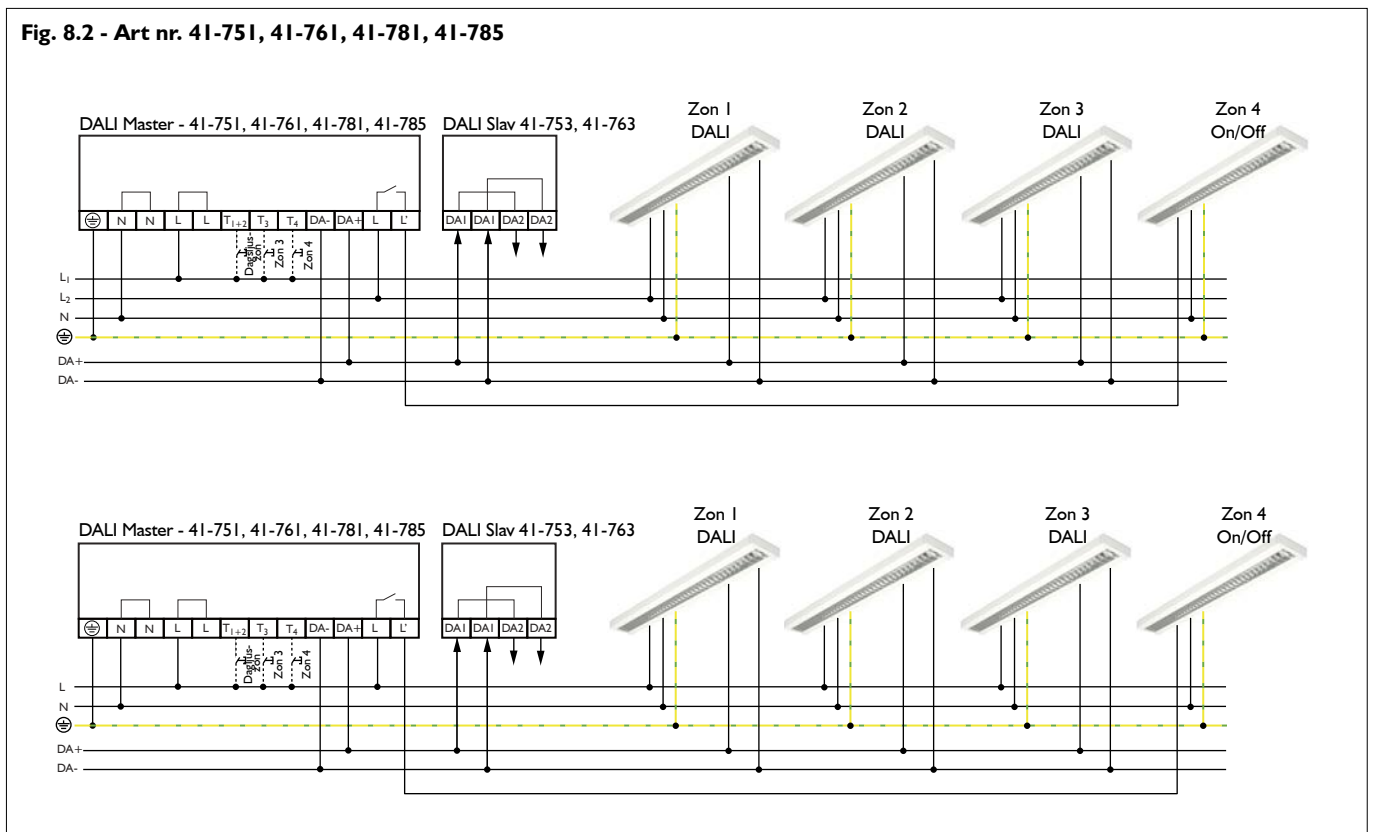 Fig. 8.2 - Art nr. 41-751, 41-761, 41-781, 41-785
DALI Master - 41-751, 41-761, 41-781, 41-785
DALI Slav 41-753, 41-763
Zon 1
DALI
Zon 2
DALI
Zon 3
DALI
Zon 4
On/Off
N N L L T1+2 T3 T4 DA- DA+ L L'
DA1 DA1 DA2 DA2
Dagsljus-
zon
Zon 3
Zon 4
L1
L2
N
DA+
DA-
DALI Master - 41-751, 41-761, 41-781, 41-785
DALI Slav 41-753, 41-763
Zon 1
DALI
Zon 2
DALI
Zon 3
DALI
Zon 4
On/Off
N N L L T1+2 T3 T4 DA- DA+ L L'
DA1 DA1 DA2 DA2
Dagsljus-
zon
Zon 3
Zon 4
L
N
DA+
DA-